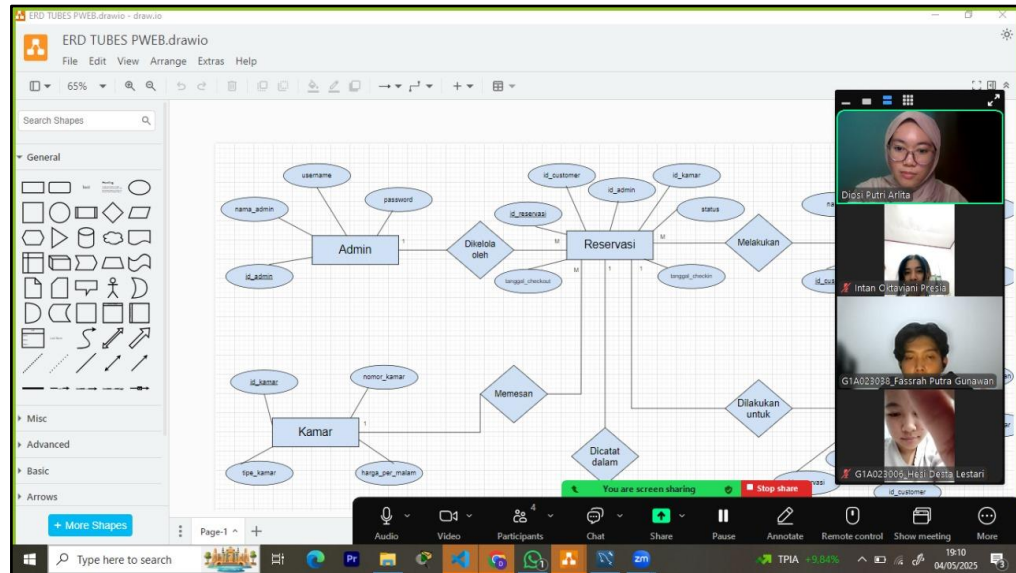 ERD TUBES PWEB.drawio - draw.io
ERD TUBES PWEB.drawio
File Edit View Arrange Extras Help
65%
Search Shapes
General
Misc
Advanced
Basic
Arrows
+ More Shapes
username
nama_admin
password
Admin
id_admin
1
Dikelola
oleh
M
id_customer
id_admin
id_kamar
id_reservasi
status
Reservasi
tanggal_checkout
tanggal_checkin
M
1
1
M
Melakukan
id_kamar
nomor_kamar
Kamar
1
tipe_kamar
harga_per_malam
Memesan
Dicatat
dalam
Dilakukan
untuk
id_customer
Diosi Putri Arlita
Intan Oktaviani Presia
G1A023038_Fassrah Putra Gunawan
G1A023006_Hesi Desta Lestari
You are screen sharing
Stop share
Page-1
4
Audio Video Participants Chat Share Pause Annotate Remote control Show meeting More
Type here to search
Pr
zm
TPIA +9,84%
19:10
04/05/2025